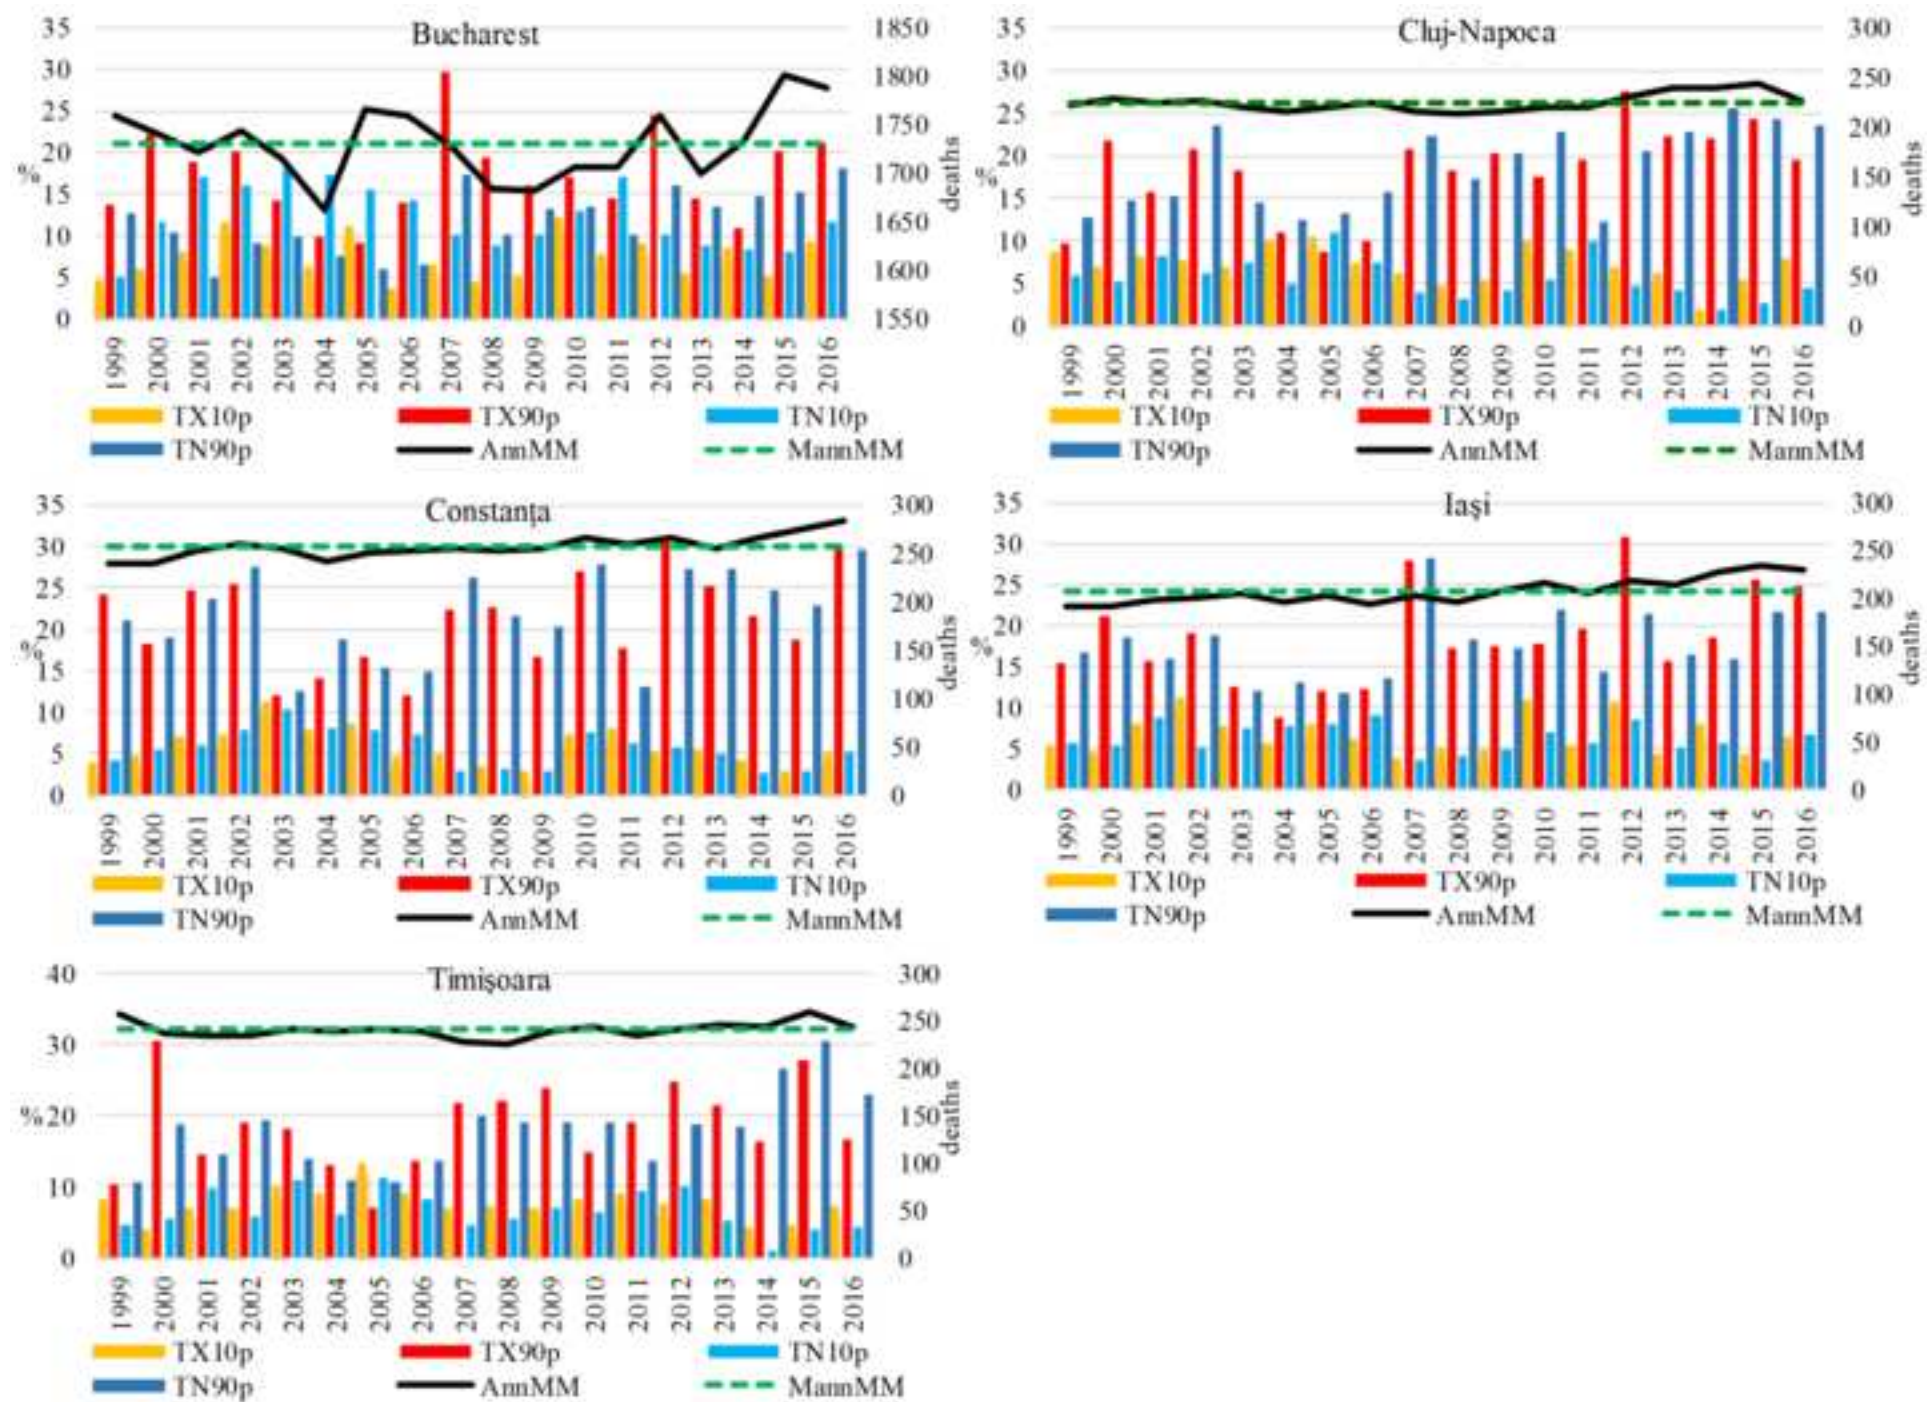 Bucharest
35 30 25 20 15 10 5 0
%
1850 1800 1750 1700 1650 1600 1550
deaths
1999 2000 2001 2002 2003 2004 2005 2006 2007 2008 2009 2010 2011 2012 2013 2014 2015 2016
TX10p TX90p TN10p
TN90p AnnMM MannMM
Cluj-Napoca
35 30 25 20 15 10 5 0
%
300 250 200 150 100 50 0
deaths
1999 2000 2001 2002 2003 2004 2005 2006 2007 2008 2009 2010 2011 2012 2013 2014 2015 2016
TX10p TX90p TN10p
TN90p AnnMM MannMM
Constanța
35 30 25 20 15 10 5 0
%
300 250 200 150 100 50 0
deaths
1999 2000 2001 2002 2003 2004 2005 2006 2007 2008 2009 2010 2011 2012 2013 2014 2015 2016
TX10p TX90p TN10p
TN90p AnnMM MannMM
Iași
35 30 25 20 15 10 5 0
%
300 250 200 150 100 50 0
deaths
1999 2000 2001 2002 2003 2004 2005 2006 2007 2008 2009 2010 2011 2012 2013 2014 2015 2016
TX10p TX90p TN10p
TN90p AnnMM MannMM
Timișoara
40 30 20 10 0
%
300 250 200 150 100 50 0
deaths
1999 2000 2001 2002 2003 2004 2005 2006 2007 2008 2009 2010 2011 2012 2013 2014 2015 2016
TX10p TX90p TN10p
TN90p AnnMM MannMM